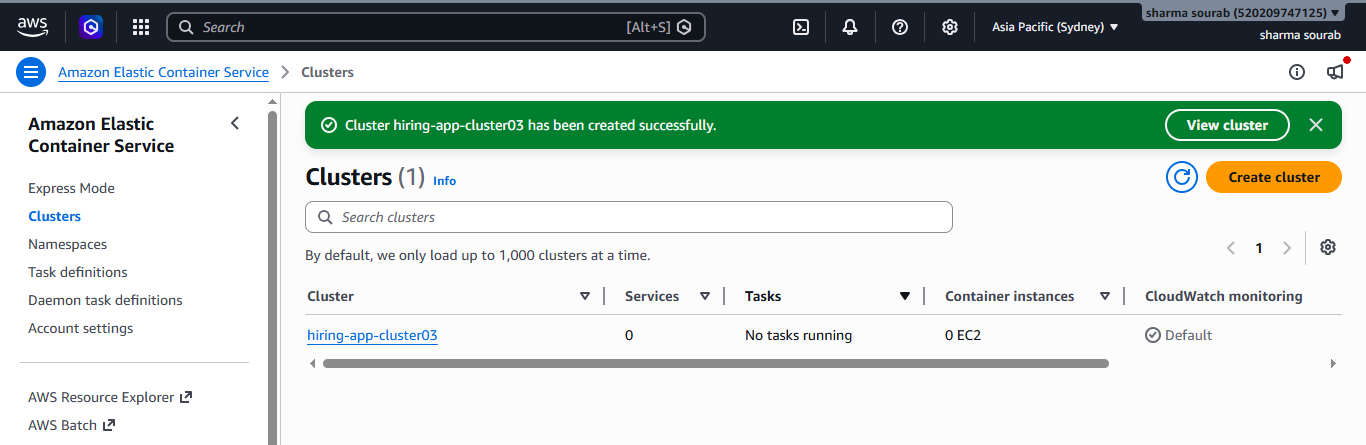 aws
Search [Alt+S]
Asia Pacific (Sydney)
sharma sourab (520209747125)
sharma sourab
Amazon Elastic Container Service
Clusters
Amazon Elastic
Container Service
Express Mode
Clusters
Namespaces
Task definitions
Daemon task definitions
Account settings
AWS Resource Explorer
AWS Batch
Cluster hiring-app-cluster03 has been created successfully. View cluster
Clusters (1) Info Create cluster
Search clusters
By default, we only load up to 1,000 clusters at a time.
1
Cluster Services Tasks Container instances CloudWatch monitoring
hiring-app-cluster03 0 No tasks running 0 EC2 Default